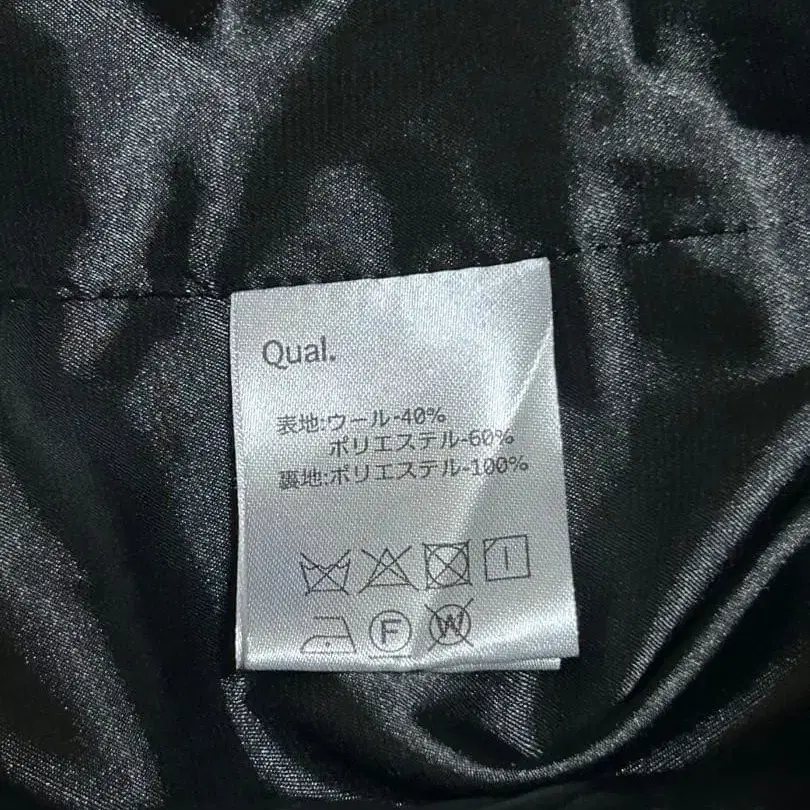 Qual.
表地:ウール-40%
ポリエステル-60%
裏地:ポリエステル-100%
F W